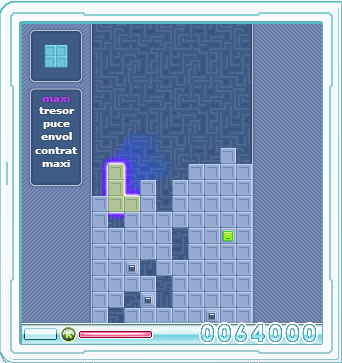 maxi
tresor
puce
envol
contrat
maxi
0064000